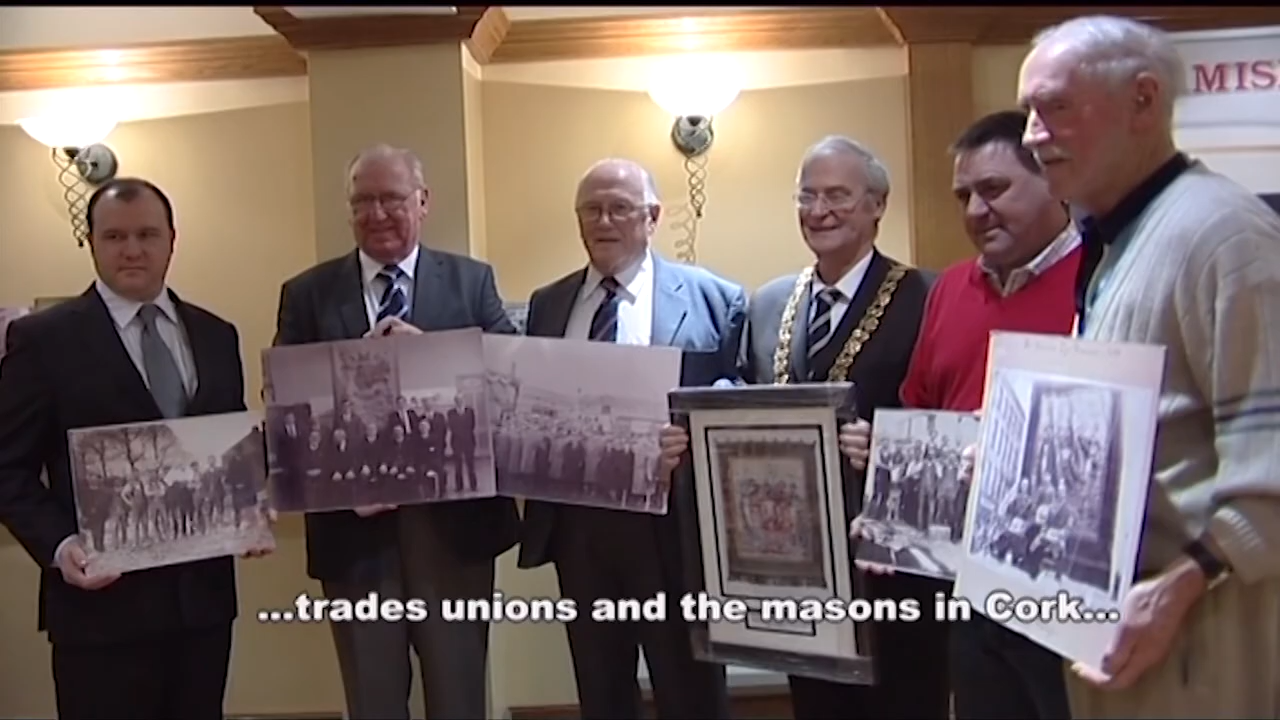 MIS
...trades unions and the masons in Cork...